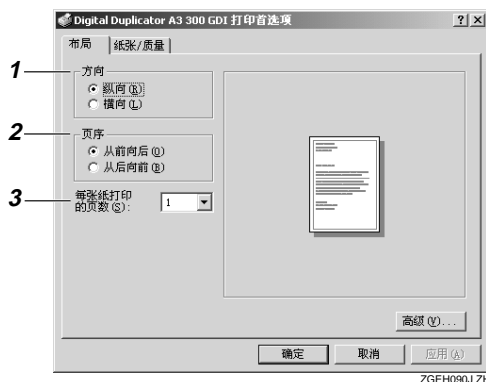 Digital Duplicator A3 300 GDI 打印首选项
布局 纸张/质量
1 方向
纵向(R)
横向(L)
2 页序
从前向后(O)
从后向前(B)
3 每张纸打印的页数(S): 1
高级(V)...
确定 取消 应用(A)
ZGEH090J ZH